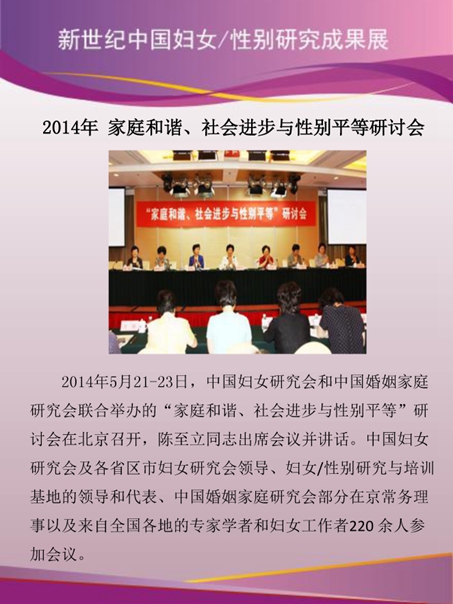 新世纪中国妇女/性别研究成果展
2014年 家庭和谐、社会进步与性别平等研讨会
“家庭和谐、社会进步与性别平等”研讨会
2014年5月21-23日，中国妇女研究会和中国婚姻家庭
研究会联合举办的“家庭和谐、社会进步与性别平等”研
讨会在北京召开，陈至立同志出席会议并讲话。中国妇女
研究会及各省区市妇女研究会领导、妇女/性别研究与培训
基地的领导和代表、中国婚姻家庭研究会部分在京常务理
事以及来自全国各地的专家学者和妇女工作者220 余人参
加会议。